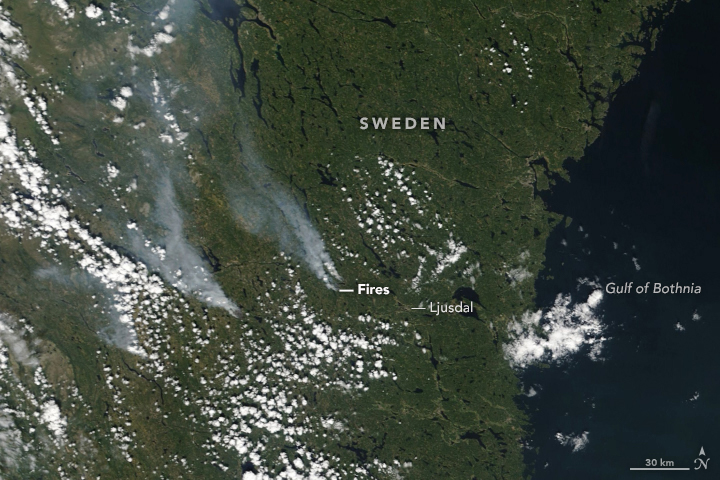 SWEDEN
Fires
Gulf of Bothnia
Ljusdal
30 km
N